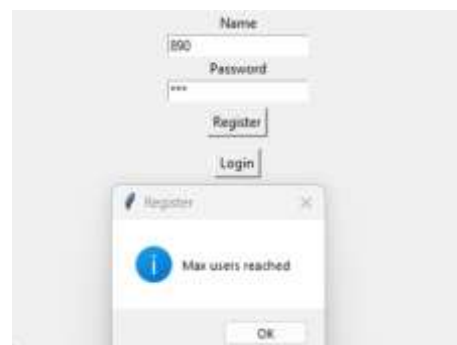 Name
890
Password
***
Register
Login
Register
Max users reached
OK